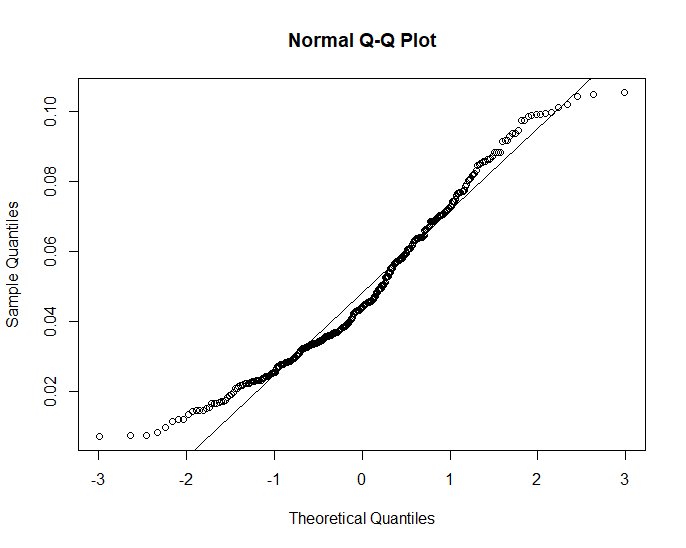 Normal Q-Q Plot
Sample Quantiles
0.10
0.08
0.06
0.04
0.02
-3 -2 -1 0 1 2 3
Theoretical Quantiles